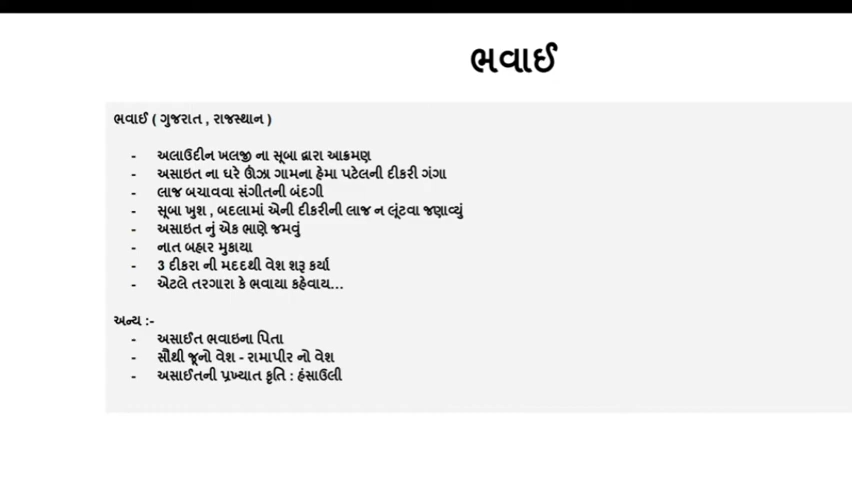 ભવાઈ
ભવાઈ ( ગુજરાત , રાજસ્થાન )
- અલાઉદીન ખલજી ના સૂબા દ્વારા આક્રમણ
- અસાઇત ના ઘરે ઊંઝા ગામના હેમા પટેલની દીકરી ગંગા
- લાજ બચાવવા સંગીતની બંદગી
- સૂબા ખુશ , બદલામાં એની દીકરીની લાજ ન લૂંટવા જણાવ્યું
- અસાઇત નું એક ભાણે જમવું
- નાત બહાર મુકાયા
- 3 દીકરા ની મદદથી વેશ શરૂ કર્યા
- એટલે તરગારા કે ભવાયા કહેવાય...
અન્ય :-
- અસાઈત ભવાઇના પિતા
- સૌથી જૂનો વેશ - રામાપીર નો વેશ
- અસાઈતની પ્રખ્યાત કૃતિ : હંસાઉલી